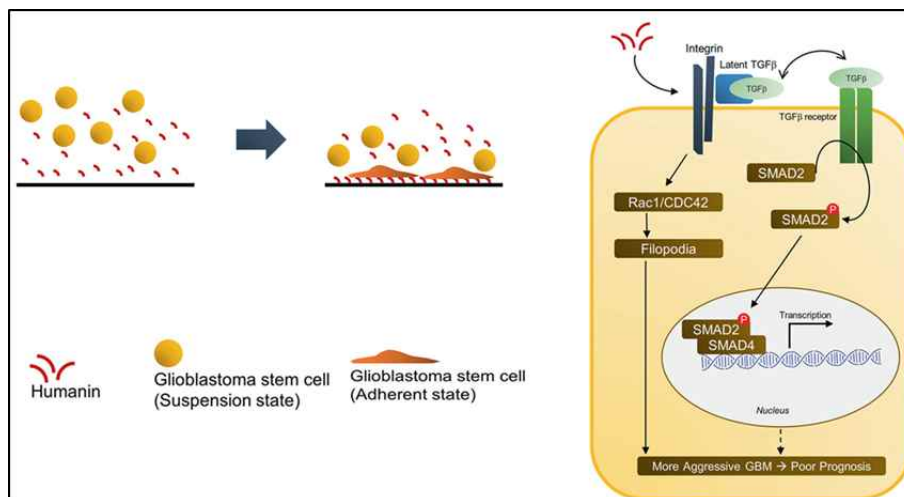 Humanin
Glioblastoma stem cell
(Suspension state)
Glioblastoma stem cell
(Adherent state)
Integrin
Latent TGFβ
TGFβ
TGFβ
TGFβ receptor
SMAD2
Rac1/CDC42
P
SMAD2
Filopodia
P
SMAD2
SMAD4
Transcription
Nucleus
More Aggressive GBM → Poor Prognosis